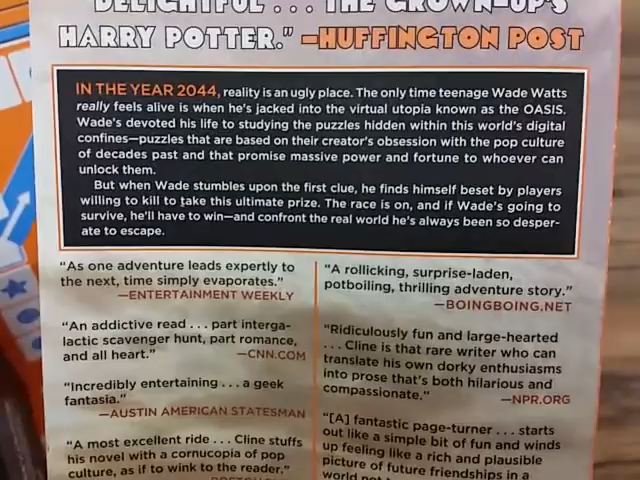 DELIGHTFUL . . . THE GROWN-UP'S
HARRY POTTER." —HUFFINGTON POST
IN THE YEAR 2044, reality is an ugly place. The only time teenage Wade Watts
really feels alive is when he's jacked into the virtual utopia known as the OASIS.
Wade's devoted his life to studying the puzzles hidden within this world's digital
confines—puzzles that are based on their creator's obsession with the pop culture
of decades past and that promise massive power and fortune to whoever can
unlock them.
But when Wade stumbles upon the first clue, he finds himself beset by players
willing to kill to take this ultimate prize. The race is on, and if Wade's going to
survive, he'll have to win—and confront the real world he's always been so desper-
ate to escape.
"As one adventure leads expertly to
the next, time simply evaporates."
—ENTERTAINMENT WEEKLY
"An addictive read . . . part interga-
lactic scavenger hunt, part romance,
and all heart." —CNN.COM
"Incredibly entertaining . . . a geek
fantasia."
—AUSTIN AMERICAN STATESMAN
"A most excellent ride . . . Cline stuffs
his novel with a cornucopia of pop
culture, as if to wink to the reader."
"A rollicking, surprise-laden,
potboiling, thrilling adventure story."
—BOINGBOING.NET
"Ridiculously fun and large-hearted
. . . Cline is that rare writer who can
translate his own dorky enthusiasms
into prose that's both hilarious and
compassionate." —NPR.ORG
"[A] fantastic page-turner . . . starts
out like a simple bit of fun and winds
up feeling like a rich and plausible
picture of future friendships in a
world not